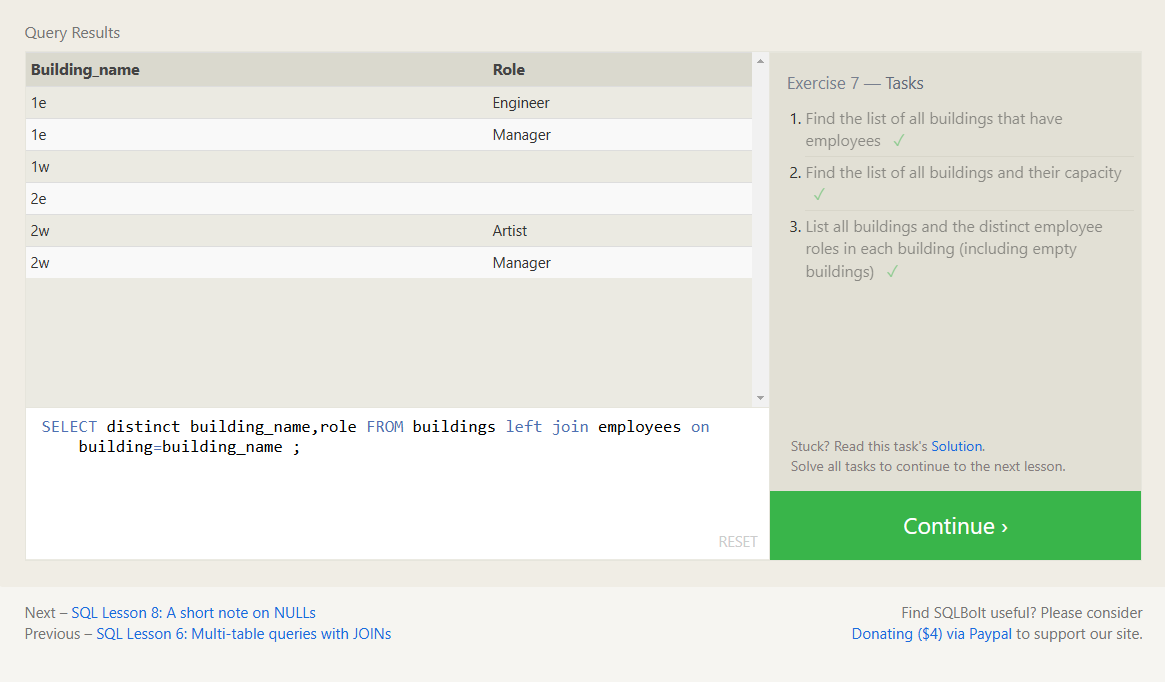 Query Results
Building_name Role
1e Engineer
1e Manager
1w
2e
2w Artist
2w Manager
SELECT distinct building_name,role FROM buildings left join employees on
building=building_name ;
RESET
Exercise 7 — Tasks
1. Find the list of all buildings that have
employees ✓
2. Find the list of all buildings and their capacity
✓
3. List all buildings and the distinct employee
roles in each building (including empty
buildings) ✓
Stuck? Read this task's Solution.
Solve all tasks to continue to the next lesson.
Continue ›
Next – SQL Lesson 8: A short note on NULLs
Previous – SQL Lesson 6: Multi-table queries with JOINs
Find SQLBolt useful? Please consider
Donating ($4) via Paypal to support our site.